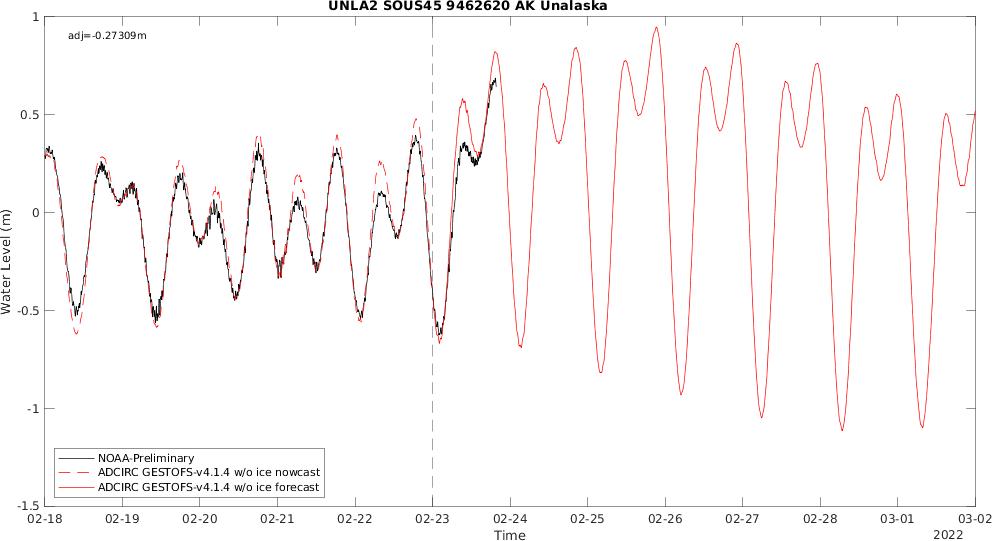 UNLA2 SOUS45 9462620 AK Unalaska
adj=-0.27309m
1
0.5
0
-0.5
-1
-1.5
Water Level (m)
NOAA-Preliminary
ADCIRC GESTOFS-v4.1.4 w/o ice nowcast
ADCIRC GESTOFS-v4.1.4 w/o ice forecast
02-18 02-19 02-20 02-21 02-22 02-23 02-24 02-25 02-26 02-27 02-28 03-01 03-02
Time
2022